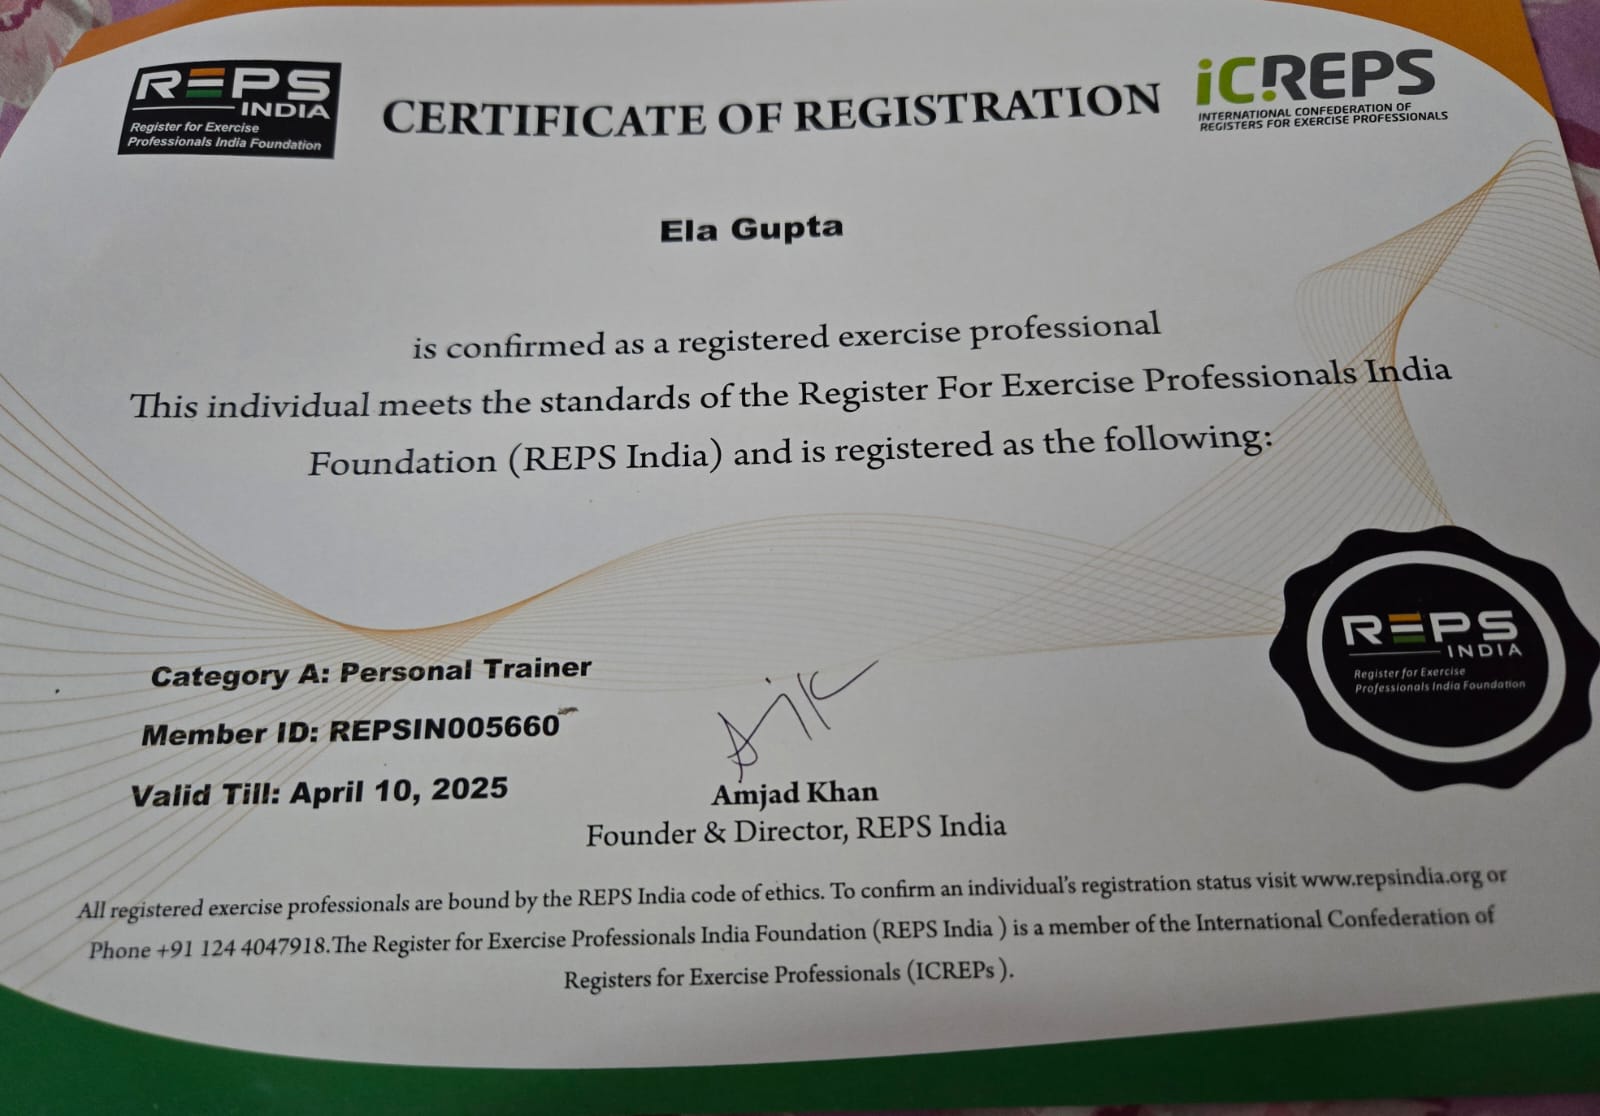 REPS
INDIA
Register for Exercise
Professionals India Foundation
CERTIFICATE OF REGISTRATION
iCREPS
INTERNATIONAL CONFEDERATION OF
REGISTERS FOR EXERCISE PROFESSIONALS
Ela Gupta
is confirmed as a registered exercise professional
This individual meets the standards of the Register For Exercise Professionals India
Foundation (REPS India) and is registered as the following:
Category A: Personal Trainer
Member ID: REPSIN005660
Valid Till: April 10, 2025
Amjad Khan
Founder & Director, REPS India
REPS
INDIA
Register for Exercise
Professionals India Foundation
All registered exercise professionals are bound by the REPS India code of ethics. To confirm an individual's registration status visit www.repsindia.org or
Phone +91 124 4047918.The Register for Exercise Professionals India Foundation (REPS India ) is a member of the International Confederation of
Registers for Exercise Professionals (ICREPs ).